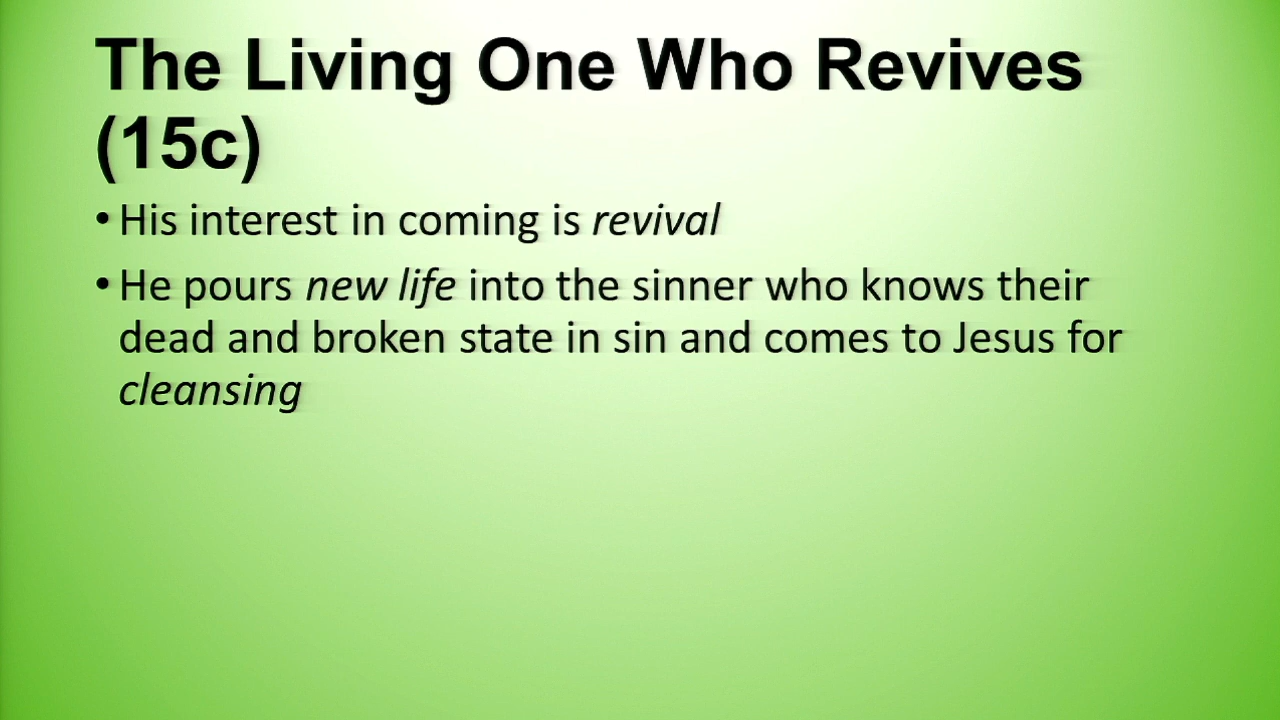 The Living One Who Revives
(15c)
• His interest in coming is revival
• He pours new life into the sinner who knows their
dead and broken state in sin and comes to Jesus for
cleansing